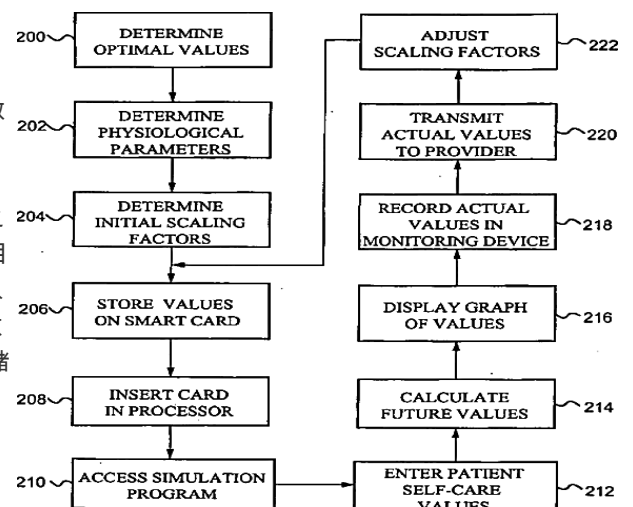 200
DETERMINE
OPTIMAL VALUES
202
DETERMINE
PHYSIOLOGICAL
PARAMETERS
204
DETERMINE
INITIAL SCALING
FACTORS
206
STORE VALUES
ON SMART CARD
208
INSERT CARD
IN PROCESSOR
210
ACCESS SIMULATION
PROGRAM
ENTER PATIENT
SELF-CARE
VALUES
212
CALCULATE
FUTURE VALUES
214
DISPLAY GRAPH
OF VALUES
216
RECORD ACTUAL
VALUES IN
MONITORING DEVICE
218
TRANSMIT
ACTUAL VALUES
TO PROVIDER
220
ADJUST
SCALING FACTORS
222